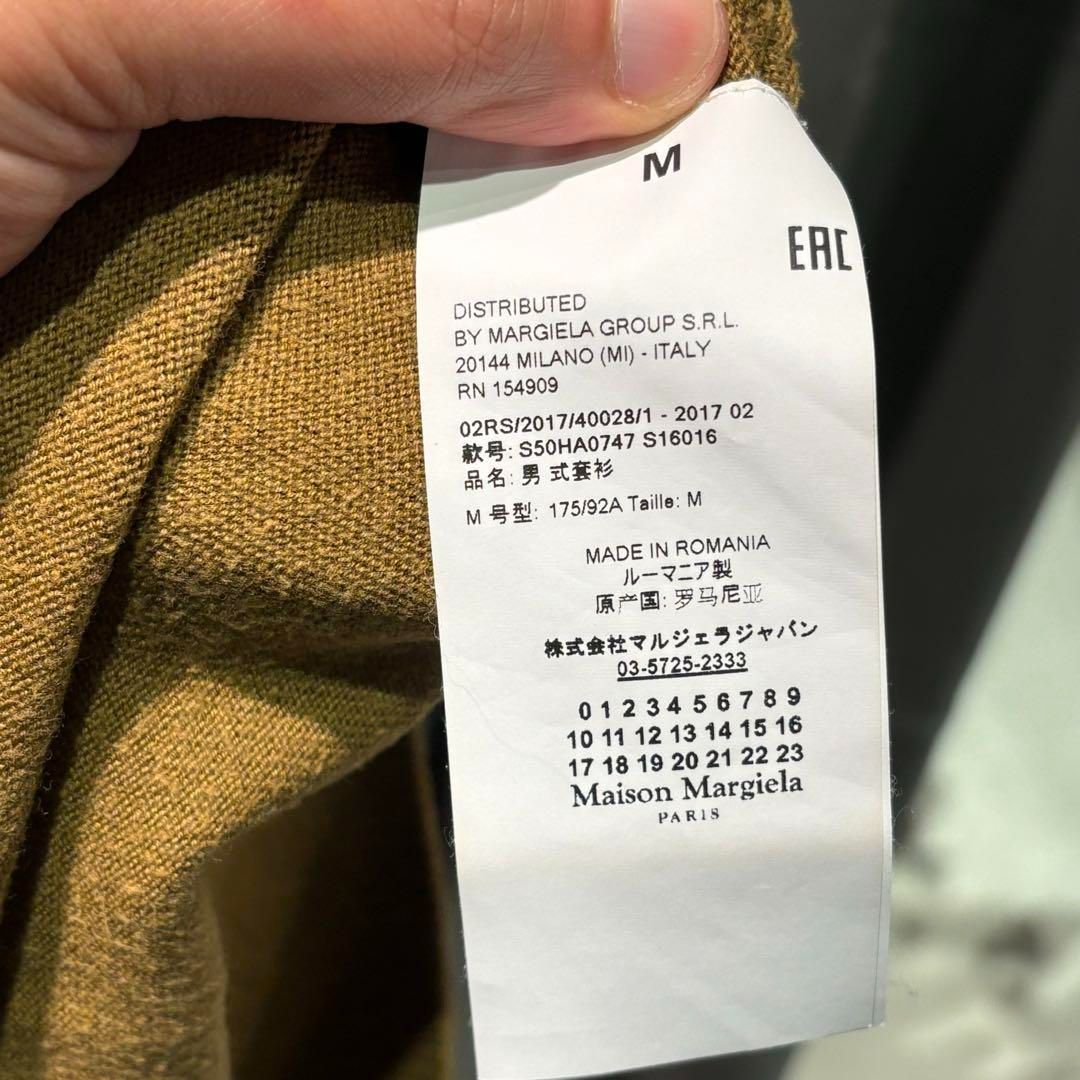 M
EAC
DISTRIBUTED
BY MARGIELA GROUP S.R.L.
20144 MILANO (MI) - ITALY
RN 154909
02RS/2017/40028/1 - 2017 02
款号: S50HA0747 S16016
品名: 男 式套衫
M 号型: 175/92A Taille: M
MADE IN ROMANIA
ルーマニア製
原产国: 罗马尼亚
株式会社マルジェラジャパン
03-5725-2333
0 1 2 3 4 5 6 7 8 9
10 11 12 13 14 15 16
17 18 19 20 21 22 23
Maison Margiela
PARIS